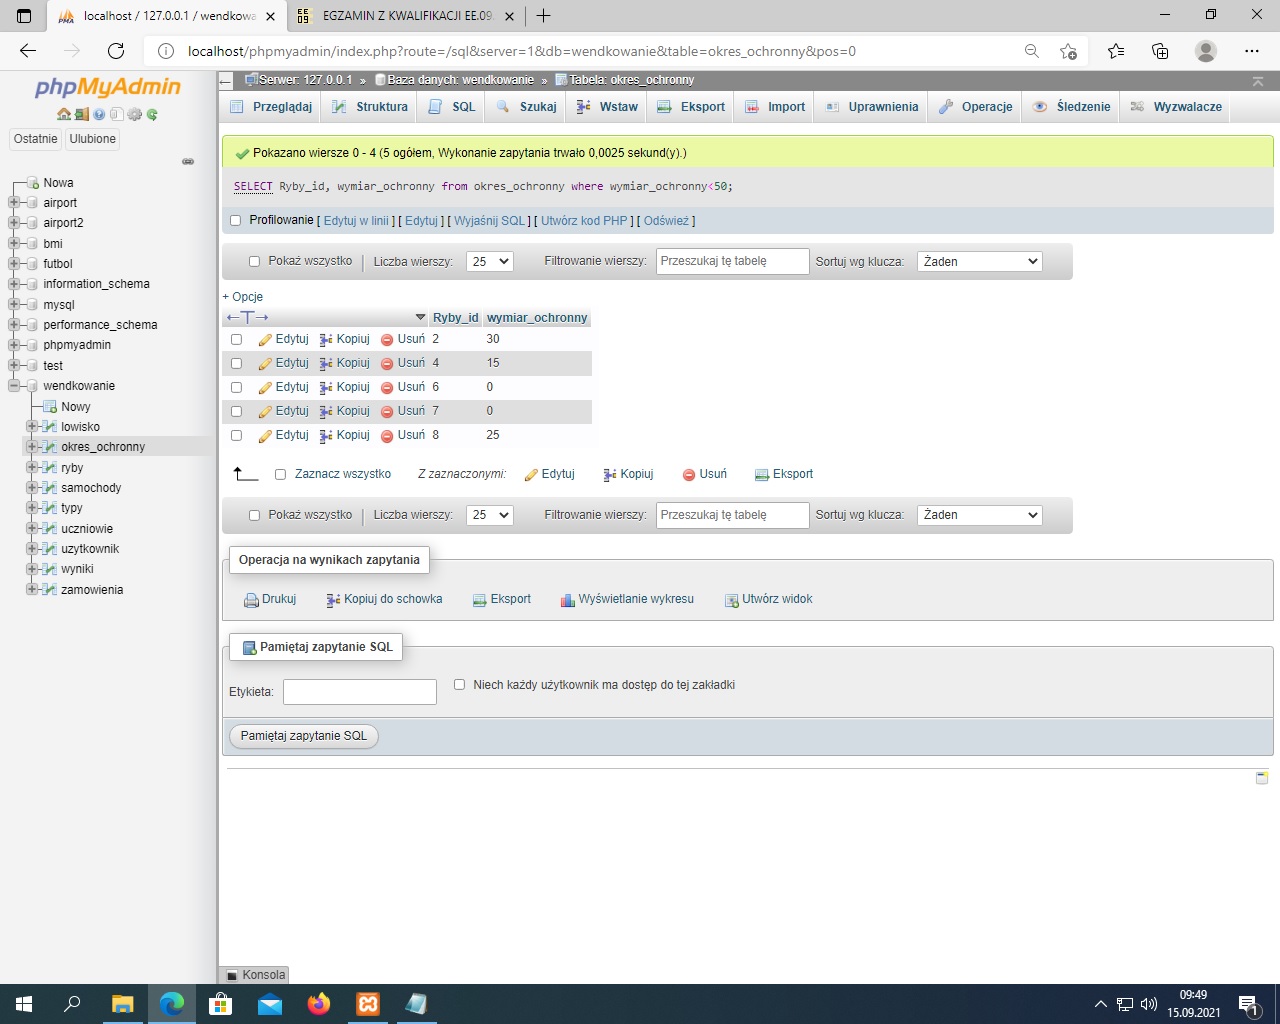 localhost / 127.0.0.1 / wendkowa
EGZAMIN Z KWALIFIKACJI EE.09
localhost/phpmyadmin/index.php?route=/sql&server=1&db=wendkowanie&table=okres_ochronny&pos=0
phpMyAdmin
Ostatnie Ulubione
Nowa
airport
airport2
bmi
futbol
information_schema
mysql
performance_schema
phpmyadmin
test
wendkowanie
Nowy
lowisko
okres_ochronny
ryby
samochody
typy
uczniowie
uzytkownik
wyniki
zamowienia
Serwer: 127.0.0.1 » Baza danych: wendkowanie » Tabela: okres_ochronny
Przeglądaj Struktura SQL Szukaj Wstaw Eksport Import Uprawnienia Operacje Śledzenie Wyzwalacze
Pokazano wiersze 0 - 4 (5 ogółem, Wykonanie zapytania trwało 0,0025 sekund(y).)
SELECT Ryby_id, wymiar_ochronny from okres_ochronny where wymiar_ochronny<50;
Profilowanie [ Edytuj w linii ] [ Edytuj ] [ Wyjaśnij SQL ] [ Utwórz kod PHP ] [ Odśwież ]
Pokaż wszystko | Liczba wierszy: 25 Filtrowanie wierszy: Przeszukaj tę tabelę Sortuj wg klucza: Żaden
+ Opcje
←T→ Ryby_id wymiar_ochronny
Edytuj Kopiuj Usuń 2 30
Edytuj Kopiuj Usuń 4 15
Edytuj Kopiuj Usuń 6 0
Edytuj Kopiuj Usuń 7 0
Edytuj Kopiuj Usuń 8 25
Zaznacz wszystko Z zaznaczonymi: Edytuj Kopiuj Usuń Eksport
Pokaż wszystko | Liczba wierszy: 25 Filtrowanie wierszy: Przeszukaj tę tabelę Sortuj wg klucza: Żaden
Operacja na wynikach zapytania
Drukuj Kopiuj do schowka Eksport Wyświetlanie wykresu Utwórz widok
Pamiętaj zapytanie SQL
Etykieta: Niech każdy użytkownik ma dostęp do tej zakładki
Pamiętaj zapytanie SQL
Konsola
09:49
15.09.2021
1